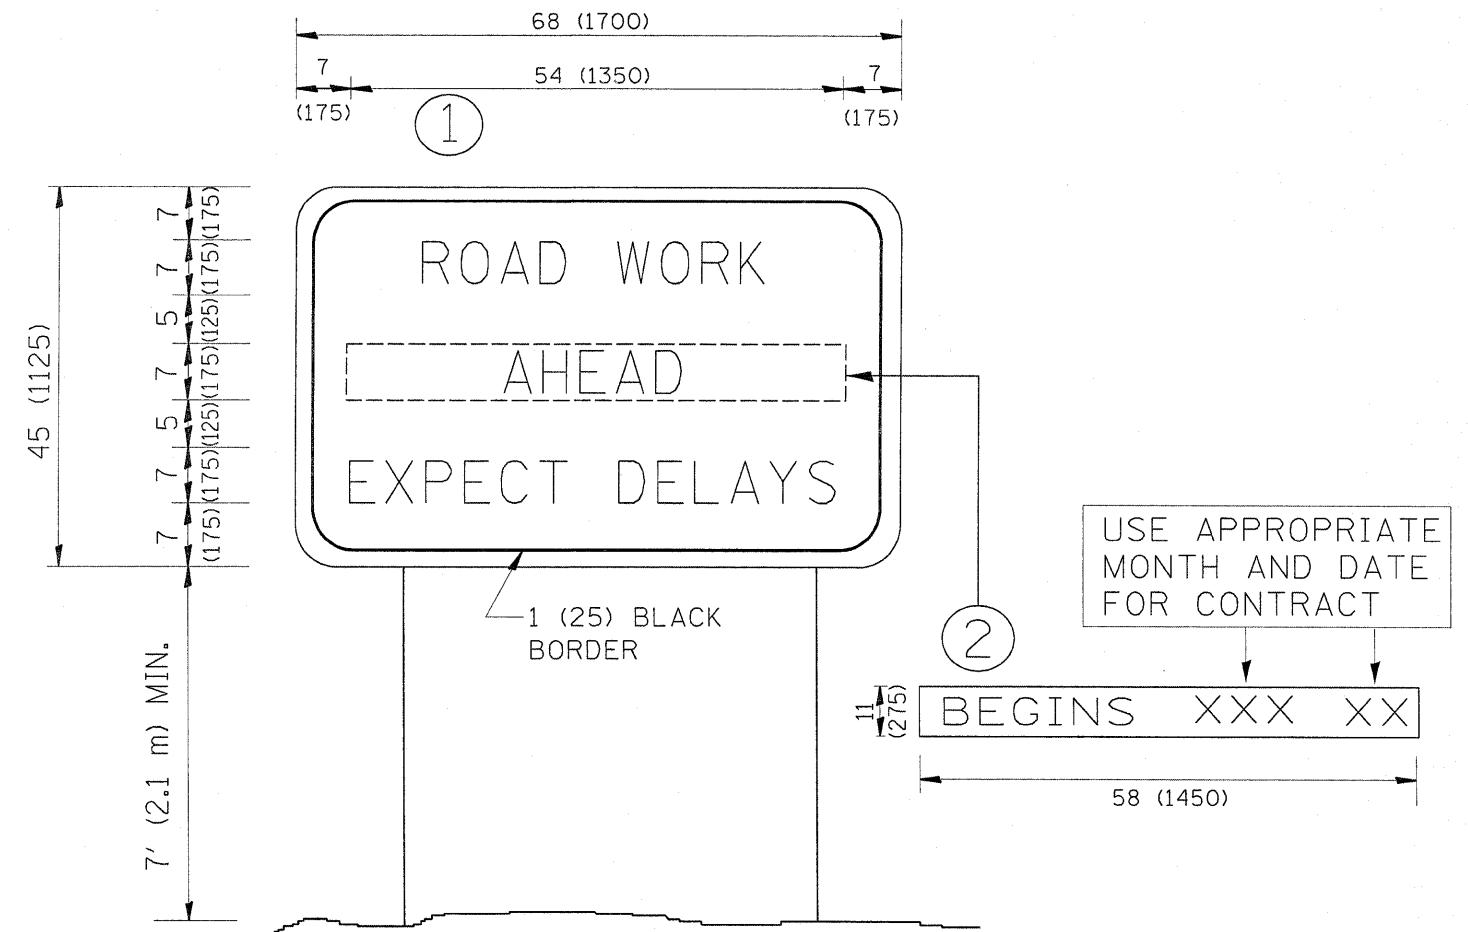 68 (1700)
7
54 (1350)
7
(175)
(175)
1
45 (1125)
7
(175)
7
(175)
5
(125)
7
(175)
5
(125)
7
(175)
7
(175)
ROAD WORK
AHEAD
EXPECT DELAYS
1 (25) BLACK
BORDER
7' (2.1 m) MIN.
USE APPROPRIATE
MONTH AND DATE
FOR CONTRACT
2
11
(275)
BEGINS XXX XX
58 (1450)